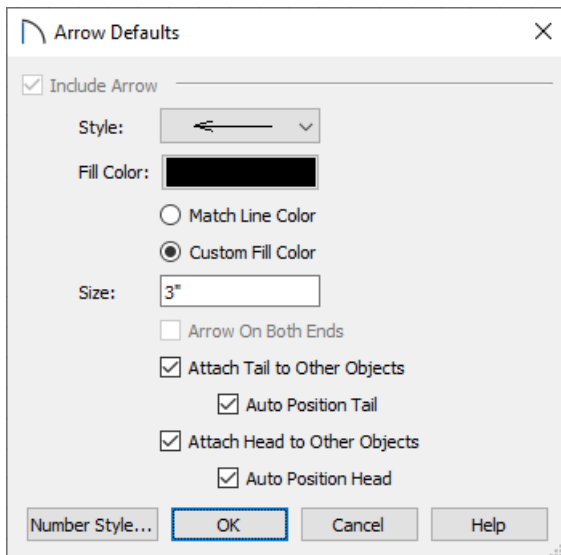 Arrow Defaults
Include Arrow
Style:
Fill Color:
Match Line Color
Custom Fill Color
Size: 3"
Arrow On Both Ends
Attach Tail to Other Objects
Auto Position Tail
Attach Head to Other Objects
Auto Position Head
Number Style... OK Cancel Help